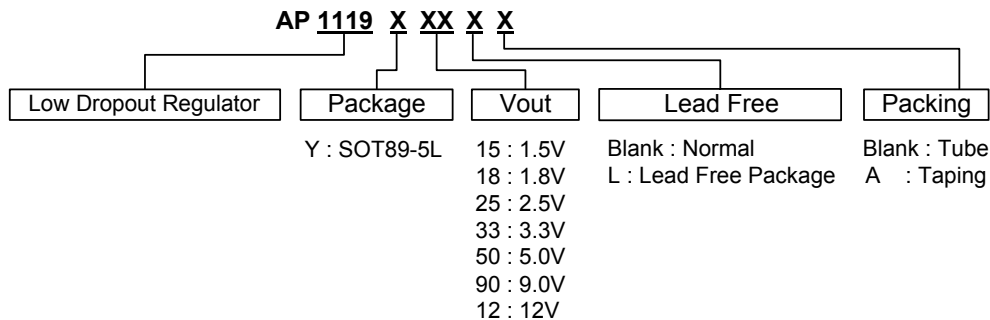 AP 1119 X XX X X
Low Dropout Regulator Package Vout Lead Free Packing
Y : SOT89-5L 15 : 1.5V Blank : Normal Blank : Tube
18 : 1.8V L : Lead Free Package A : Taping
25 : 2.5V
33 : 3.3V
50 : 5.0V
90 : 9.0V
12 : 12V